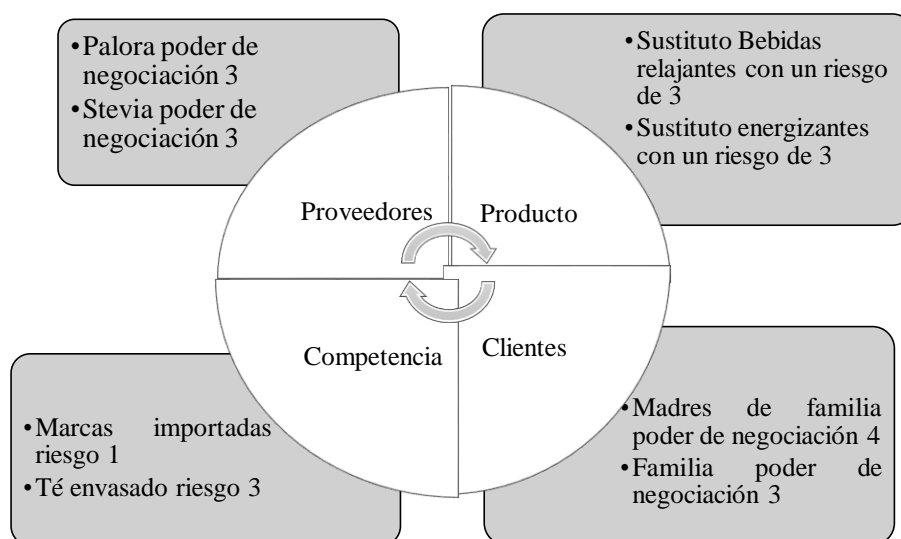 •Palora poder de
negociación 3
•Stevia poder de
negociación 3
•Sustituto Bebidas
relajantes con un riesgo
de 3
•Sustituto energizantes
con un riesgo de 3
Proveedores
Producto
Competencia
Clientes
•Marcas importadas
riesgo 1
•Té envasado riesgo 3
•Madres de familia
poder de negociación 4
•Familia poder de
negociación 3